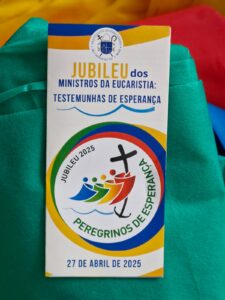 JUBILEU dos
MINISTROS DA EUCARISTIA:
TESTEMUNHAS DE ESPERANÇA
JUBILEU 2025
PEREGRINOS DE ESPERANÇA
27 DE ABRIL DE 2025